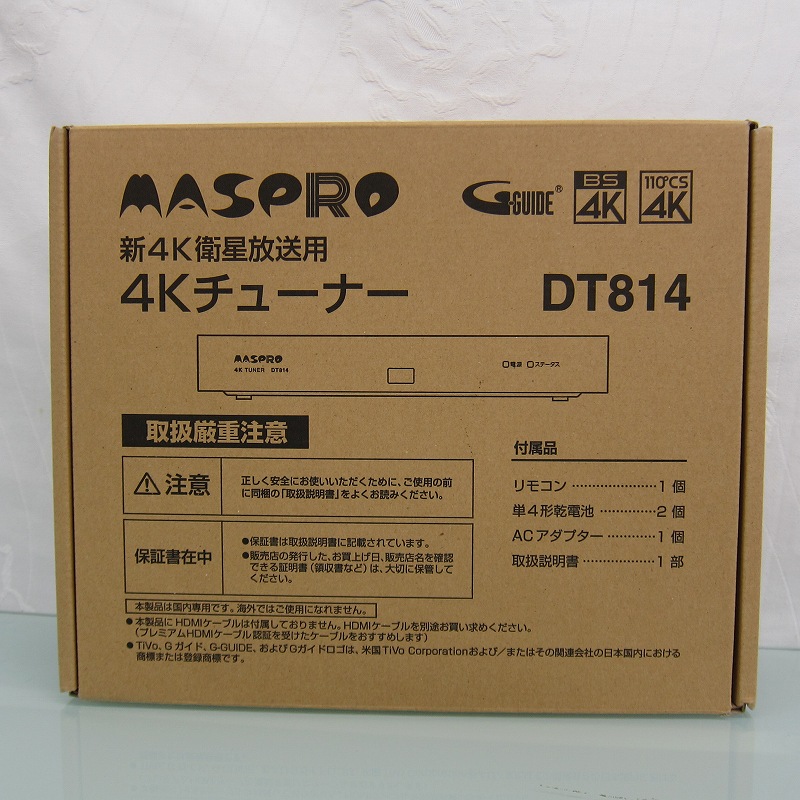 MASPRO
G-GUIDE®
BS
4K
110°CS
4K
新4K衛星放送用
4Kチューナー
DT814
MASPRO
4K TUNER DT814
電源 ステータス
取扱厳重注意
注意
正しく安全にお使いいただくために、ご使用の前
に同梱の「取扱説明書」をよくお読みください。
保証書在中
●保証書は取扱説明書に記載されています。
●販売店の発行した、お買上げ日、販売店名を確認
できる証明書(領収書など)は、大切に保管して
ください。
付属品
リモコン……………………1個
単4形乾電池……………2個
ACアダプター……………1個
取扱説明書………………1部
本製品は国内専用です。海外ではご使用になれません。
●本製品にHDMIケーブルは付属しておりません。HDMIケーブルを別途お買い求めください。
(プレミアムHDMIケーブル認証を受けたケーブルをおすすめします)
●TiVo、Gガイド、G-GUIDE、およびGガイドロゴは、米国TiVo Corporationおよび/またはその関連会社の日本国内における
商標または登録商標です。